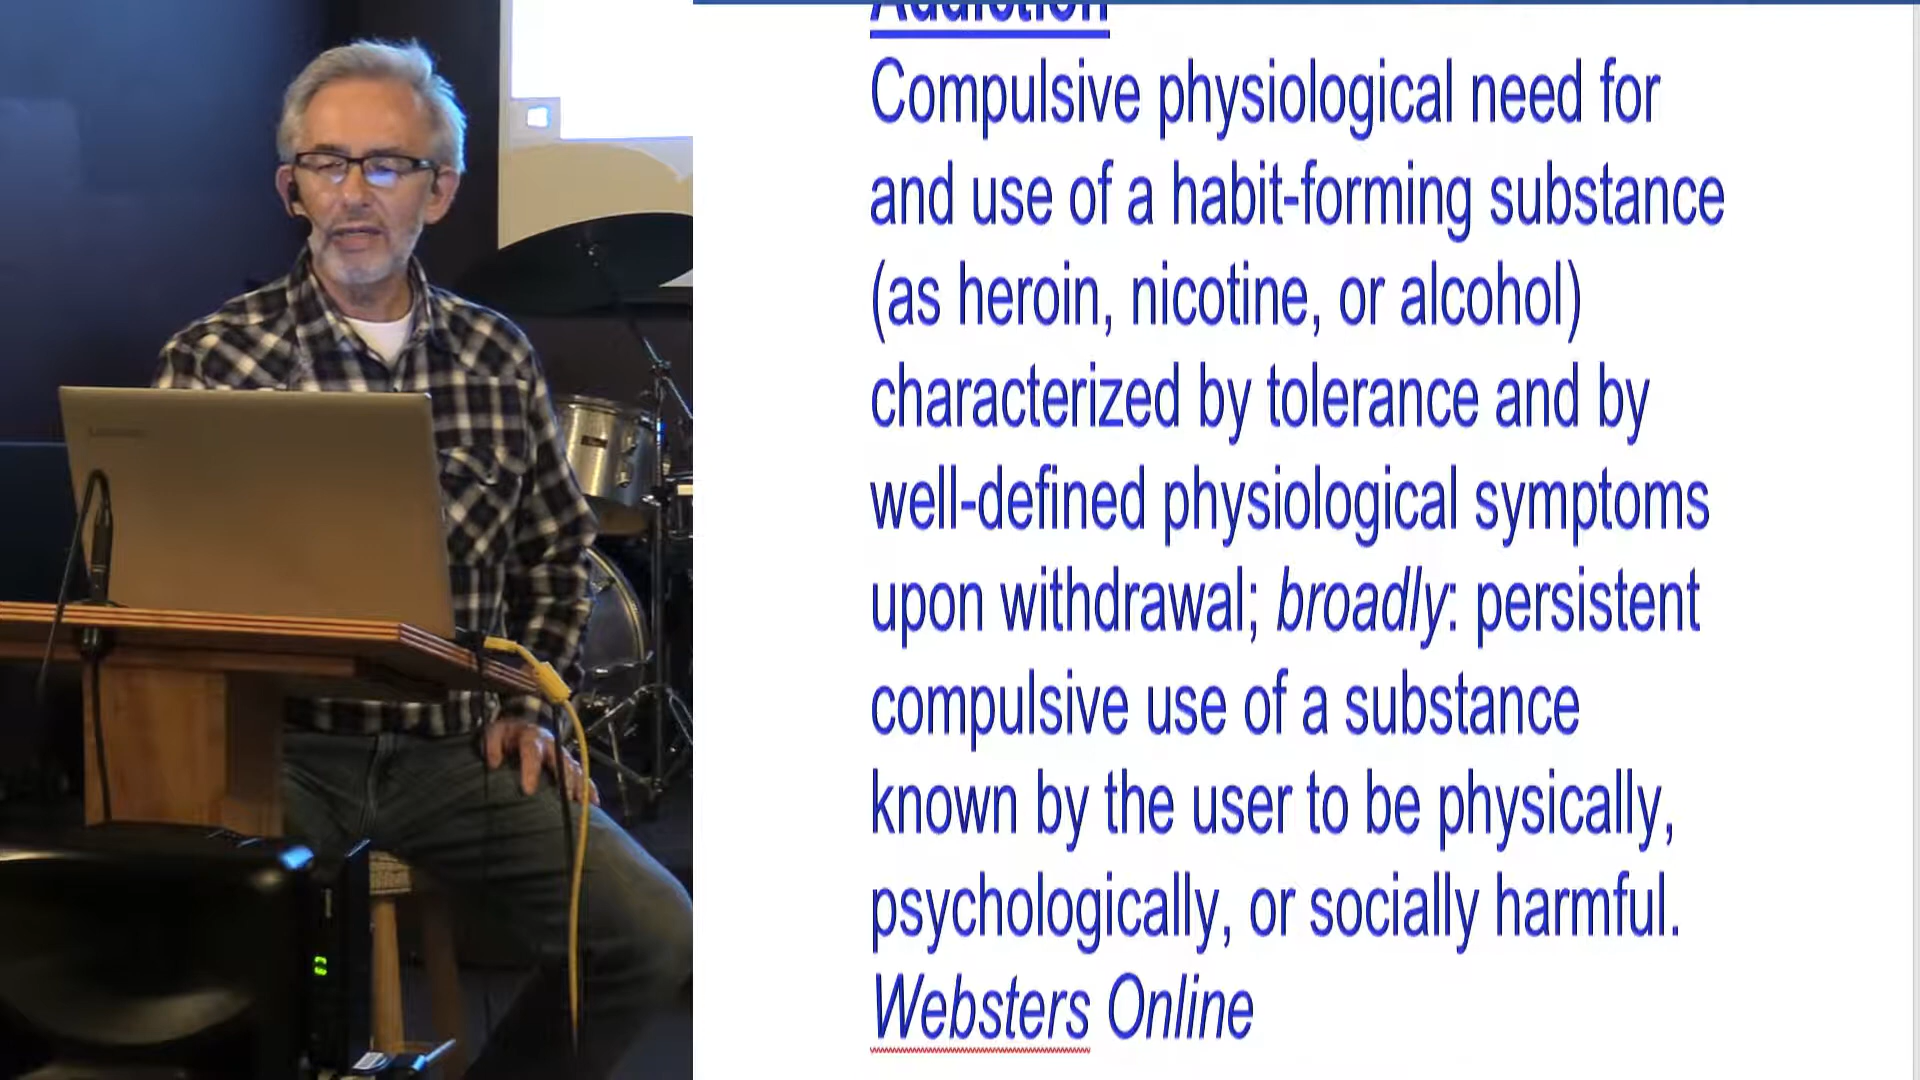 Addiction
Compulsive physiological need for
and use of a habit-forming substance
(as heroin, nicotine, or alcohol)
characterized by tolerance and by
well-defined physiological symptoms
upon withdrawal; broadly: persistent
compulsive use of a substance
known by the user to be physically,
psychologically, or socially harmful.
Websters Online